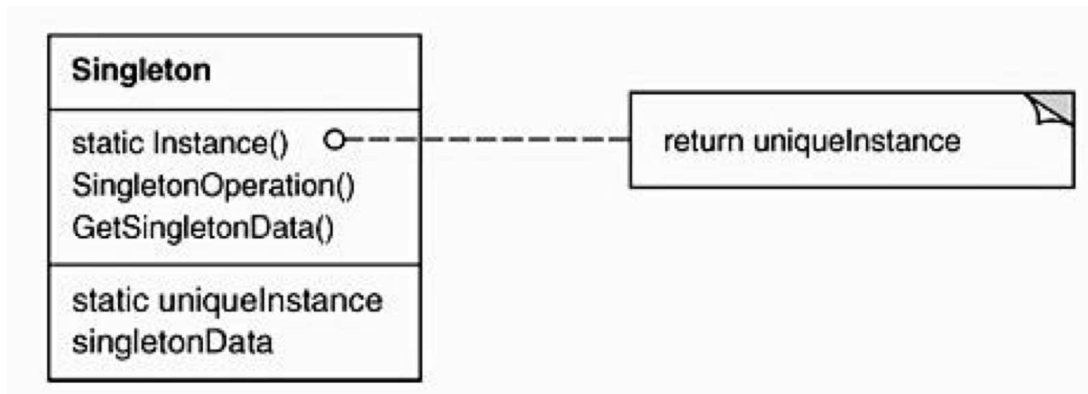 Singleton
static Instance()
return uniqueInstance
SingletonOperation()
GetSingletonData()
static uniqueInstance
singletonData